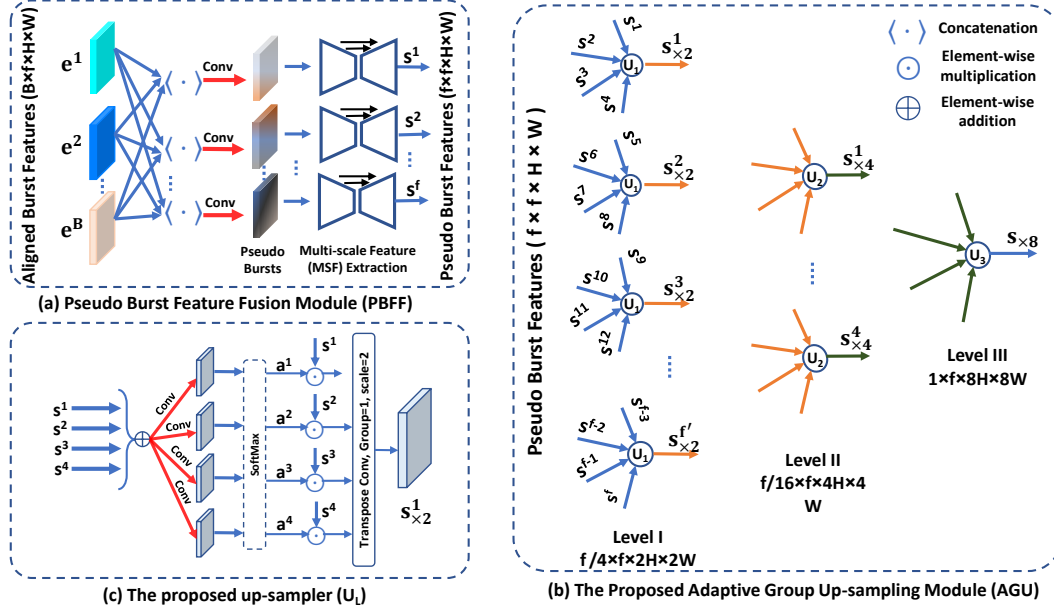 Aligned Burst Features (B×f×H×W)
e¹
e²
eᴮ
⟨·⟩
⟨·⟩
⟨·⟩
Conv
Conv
Conv
Pseudo
Bursts
Multi-scale Feature
(MSF) Extraction
s¹
s²
sᶠ
Pseudo Burst Features (f×f×H×W)
(a) Pseudo Burst Feature Fusion Module (PBFF)
s¹
s²
s³
s⁴
Conv
Conv
Conv
Conv
SoftMax
a¹
s¹
a²
s²
a³
s³
a⁴
s⁴
Transpose Conv, Group=1, scale=2
s¹×2
(c) The proposed up-sampler (U_L)
Pseudo Burst Features ( f × f × H × W)
S¹
S²
S³
S⁴
U₁
s¹×2
S⁵
S⁶
S⁷
S⁸
U₁
s²×2
S⁹
S¹⁰
S¹¹
S¹²
U₁
s³×2
Sᶠ⁻³
Sᶠ⁻²
Sᶠ⁻¹
Sᶠ
U₁
sᶠ′×2
Level I
f/4×f×2H×2W
U₂
s¹×4
U₂
s⁴×4
Level II
f/16×f×4H×4
W
U₃
s×8
Level III
1×f×8H×8W
⟨·⟩ Concatenation
Element-wise
multiplication
Element-wise
addition
(b) The Proposed Adaptive Group Up-sampling Module (AGU)